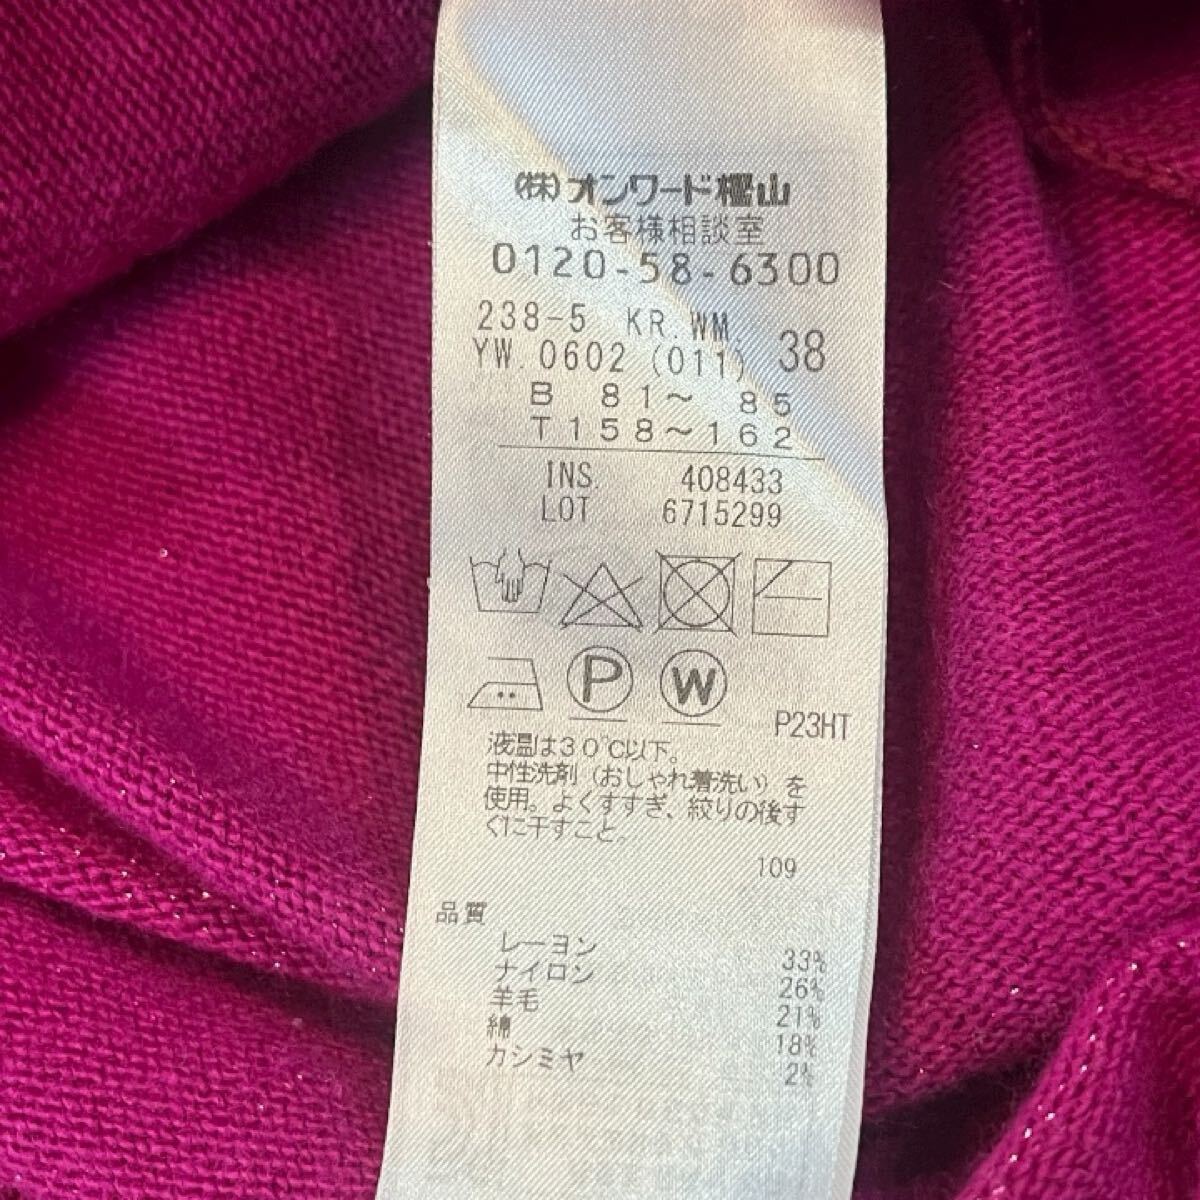 (株)オンワード樫山
お客様相談室
0120-58-6300
238-5 KR.WM.
YW.0602(011) 38
B 81～85
T158～162
INS. 408433
LOT 6715299
P
W
P23HT
液温は30℃以下。
中性洗剤(おしゃれ着洗い)を
使用。よくすすぎ、絞りの後す
ぐに干すこと。
109
品質
レーヨン 33%
ナイロン 26%
羊毛 21%
綿 18%
カシミヤ 2%